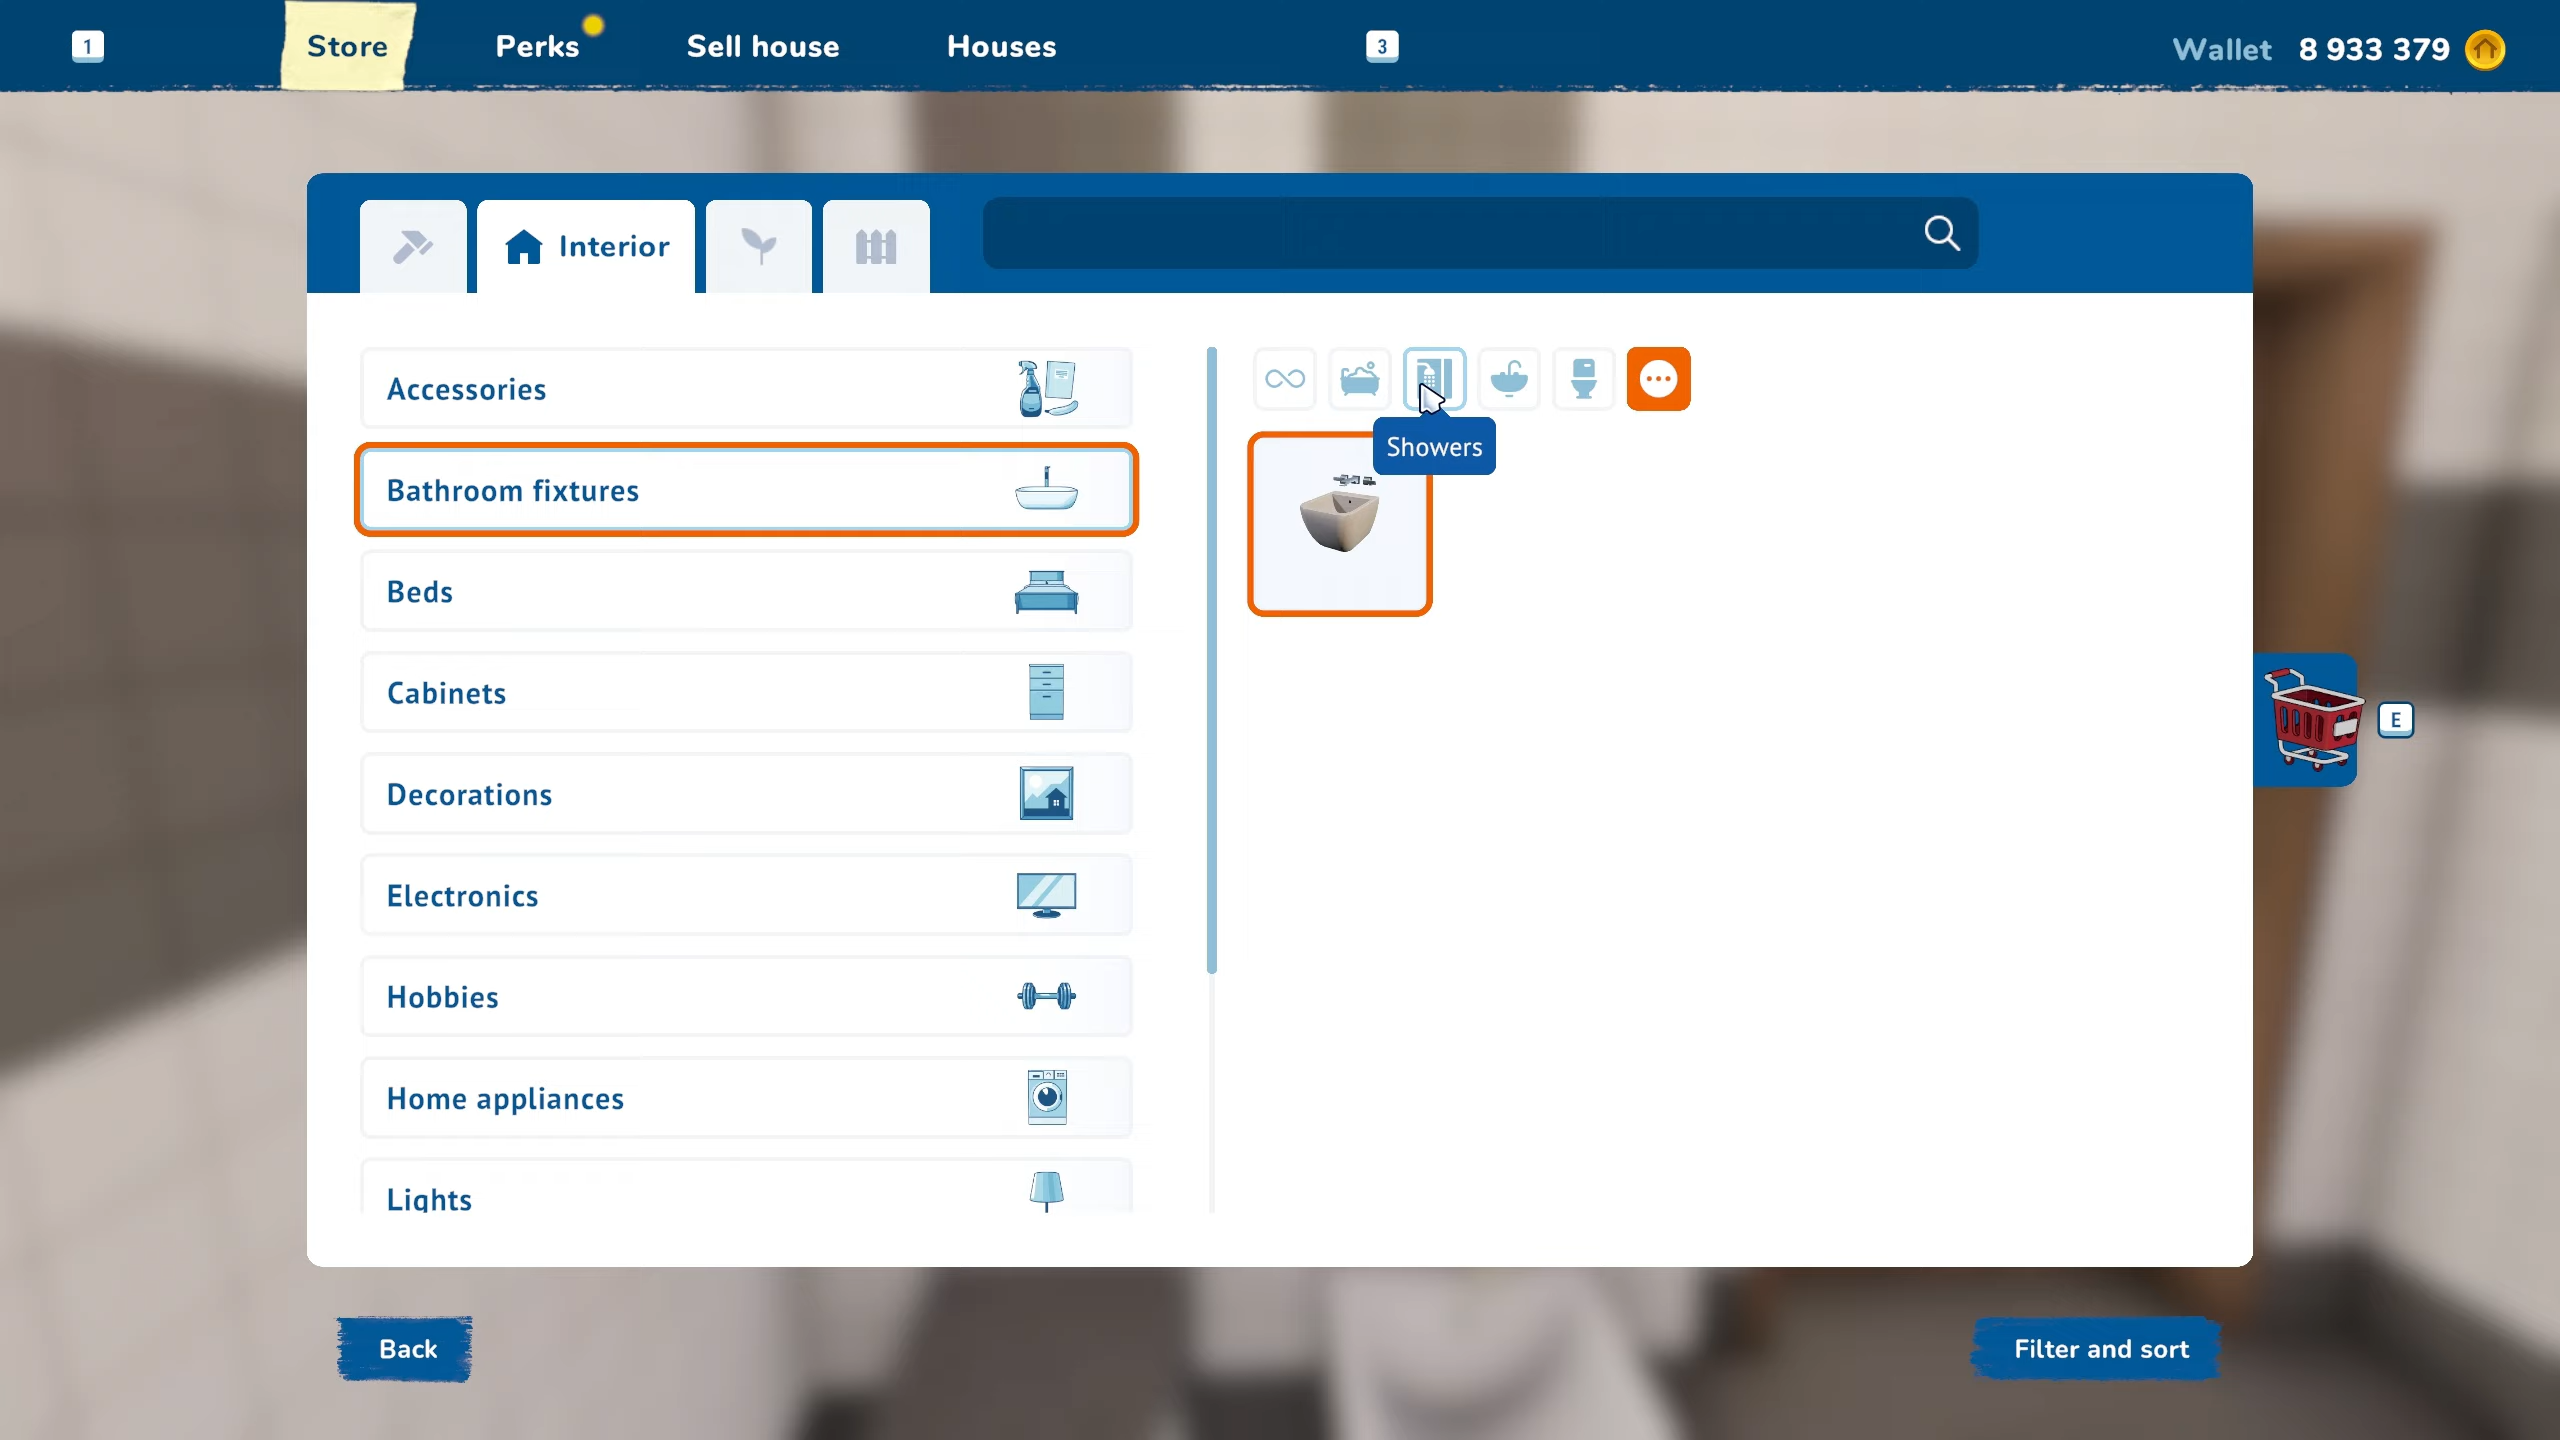 1
Store
Perks
Sell house
Houses
3
Wallet 8 933 379
Interior
Accessories
Bathroom fixtures
Showers
Beds
Cabinets
E
Decorations
Electronics
Hobbies
Home appliances
Lights
Back
Filter and sort